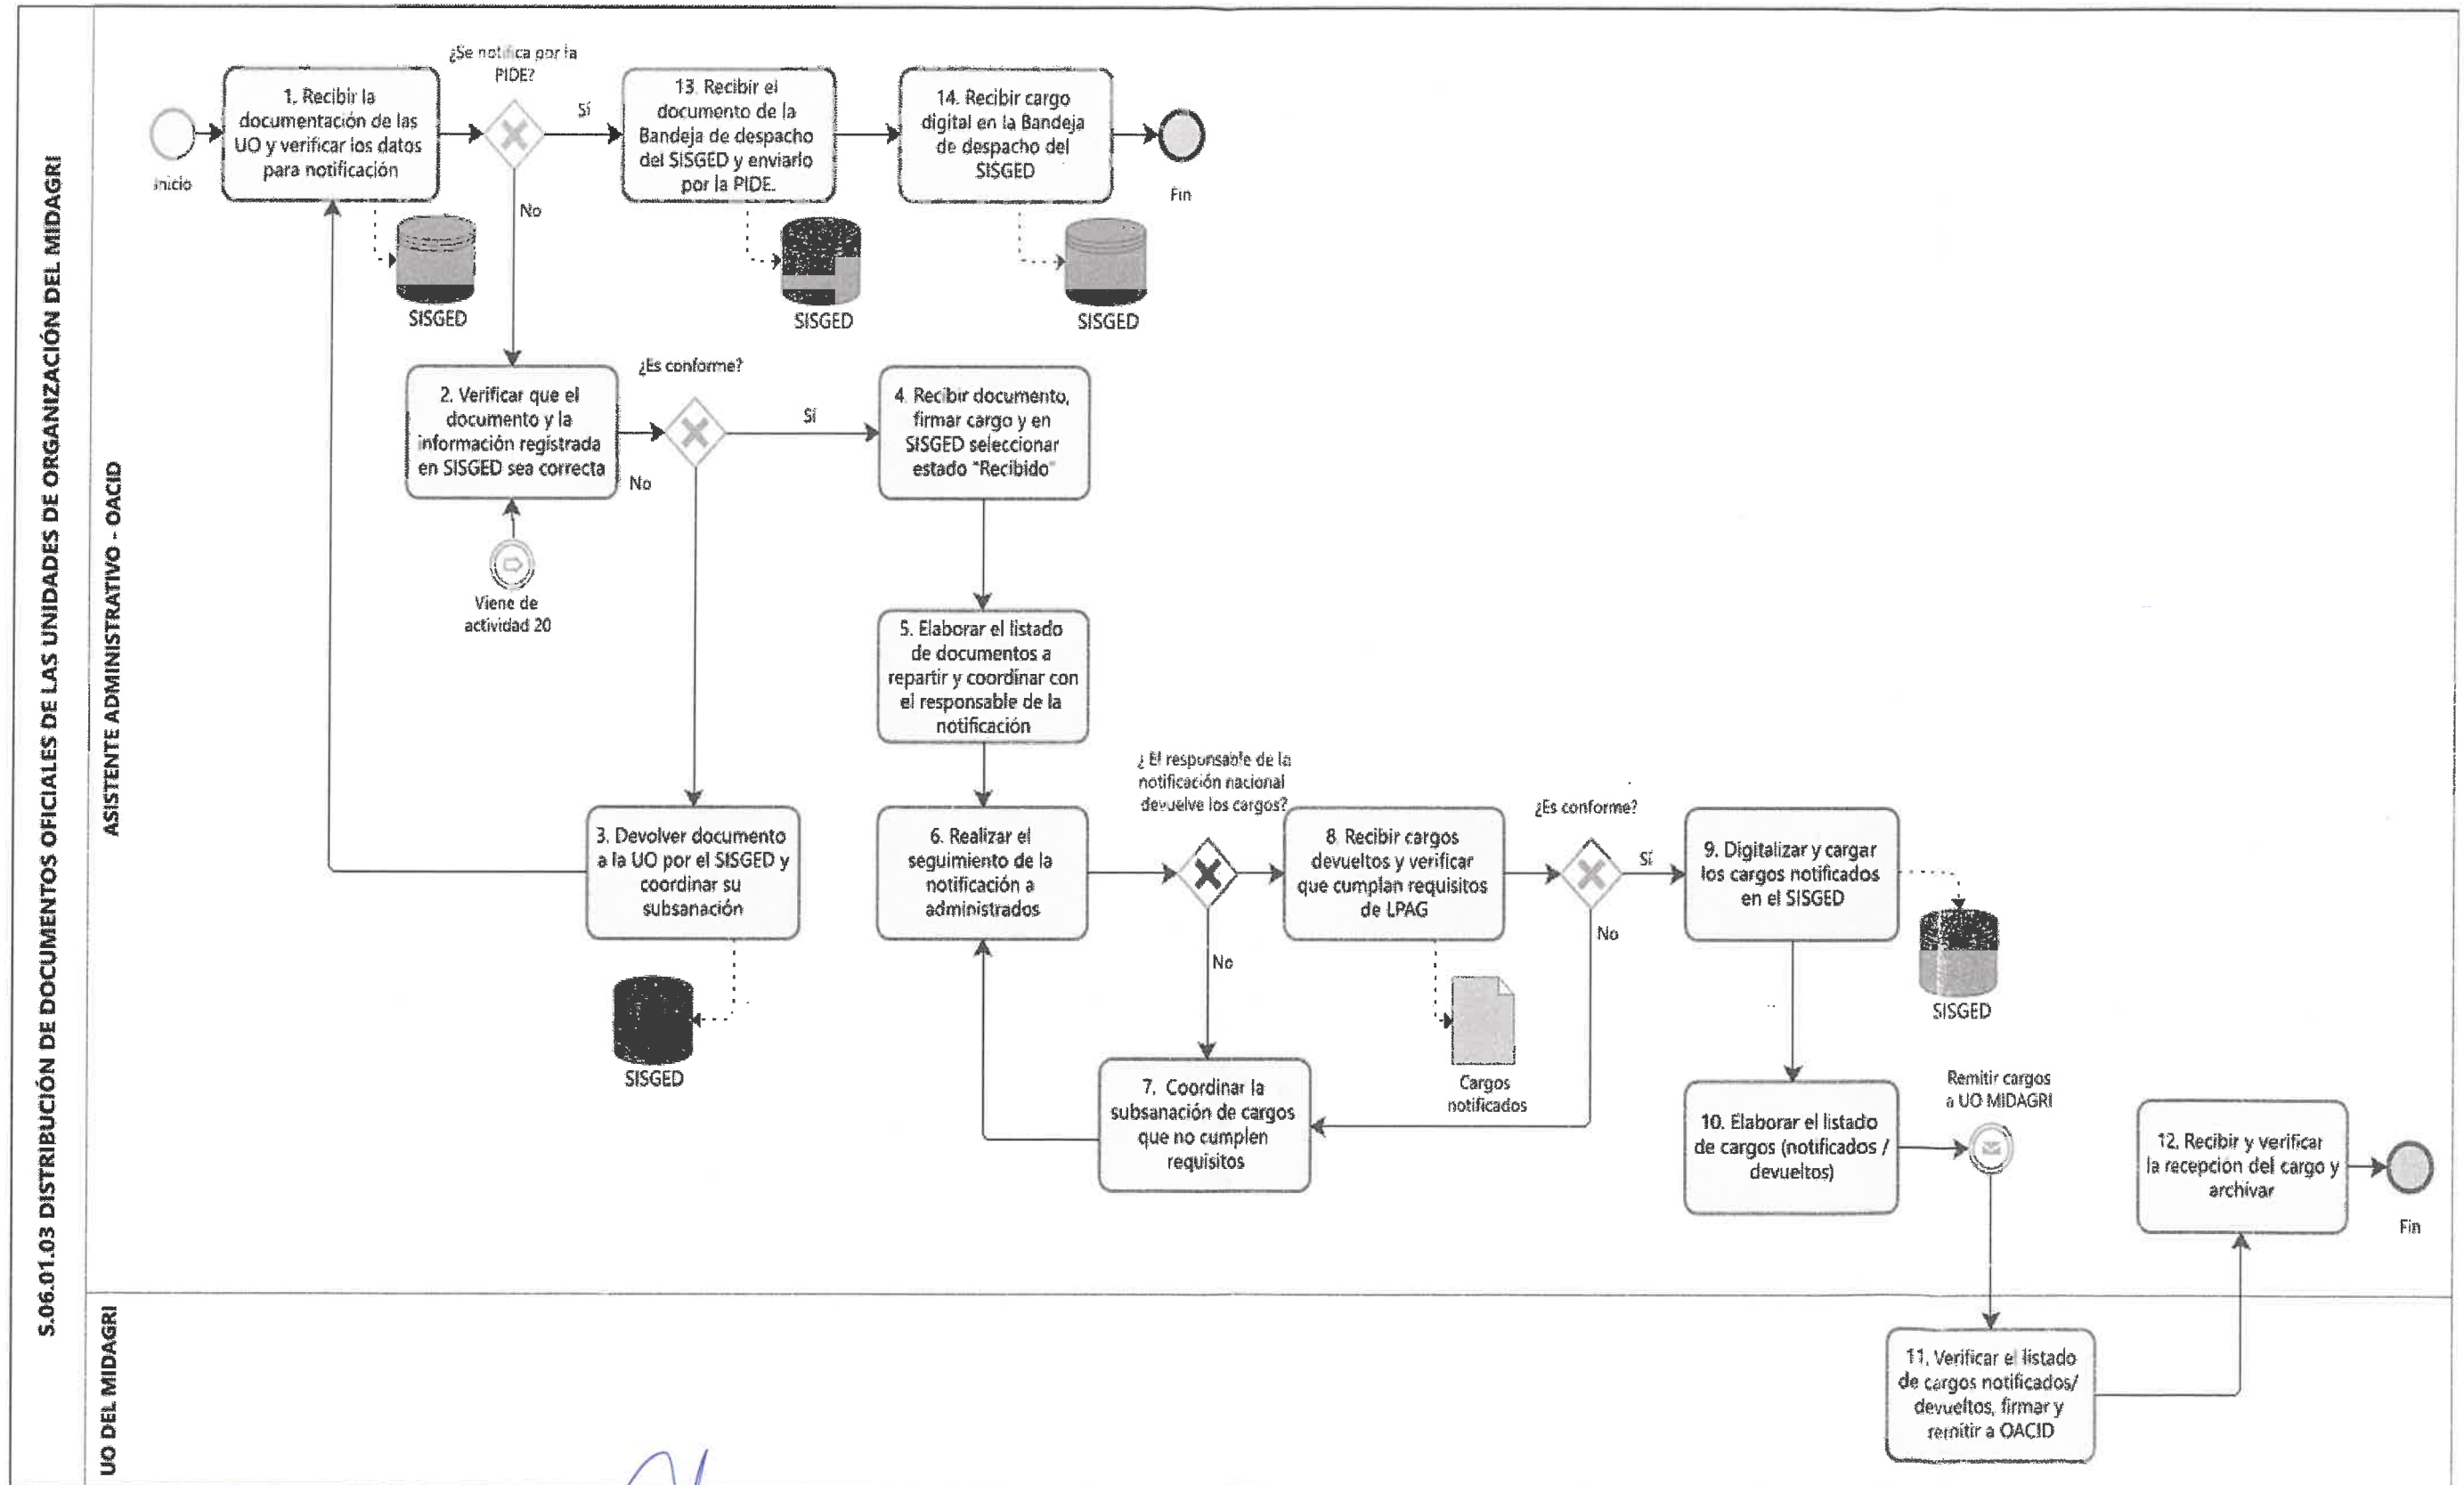 S.06.01.03 DISTRIBUCIÓN DE DOCUMENTOS OFICIALES DE LAS UNIDADES DE ORGANIZACIÓN DEL MIDAGRI
ASISTENTE ADMINISTRATIVO - OACID
Inicio
1. Recibir la
documentación de las
UO y verificar los datos
para notificación
SISGED
¿Se notifica por la
PIDE?
Sí
No
13. Recibir el
documento de la
Bandeja de despacho
del SISGED y enviarlo
por la PIDE.
SISGED
14. Recibir cargo
digital en la Bandeja
de despacho del
SISGED
SISGED
Fin
2. Verificar que el
documento y la
información registrada
en SISGED sea correcta
Viene de
actividad 20
¿Es conforme?
Sí
No
4. Recibir documento,
firmar cargo y en
SISGED seleccionar
estado "Recibido"
5. Elaborar el listado
de documentos a
repartir y coordinar con
el responsable de la
notificación
3. Devolver documento
a la UO por el SISGED y
coordinar su
subsanación
SISGED
6. Realizar el
seguimiento de la
notificación a
administrados
¿ El responsable de la
notificación nacional
devuelve los cargos?
No
8. Recibir cargos
devueltos y verificar
que cumplan requisitos
de LPAG
Cargos
notificados
¿Es conforme?
Sí
No
9. Digitalizar y cargar
los cargos notificados
en el SISGED
SISGED
7. Coordinar la
subsanación de cargos
que no cumplen
requisitos
10. Elaborar el listado
de cargos (notificados /
devueltos)
Remitir cargos
a UO MIDAGRI
12. Recibir y verificar
la recepción del cargo y
archivar
Fin
UO DEL MIDAGRI
11. Verificar el listado
de cargos notificados/
devueltos, firmar y
remitir a OACID